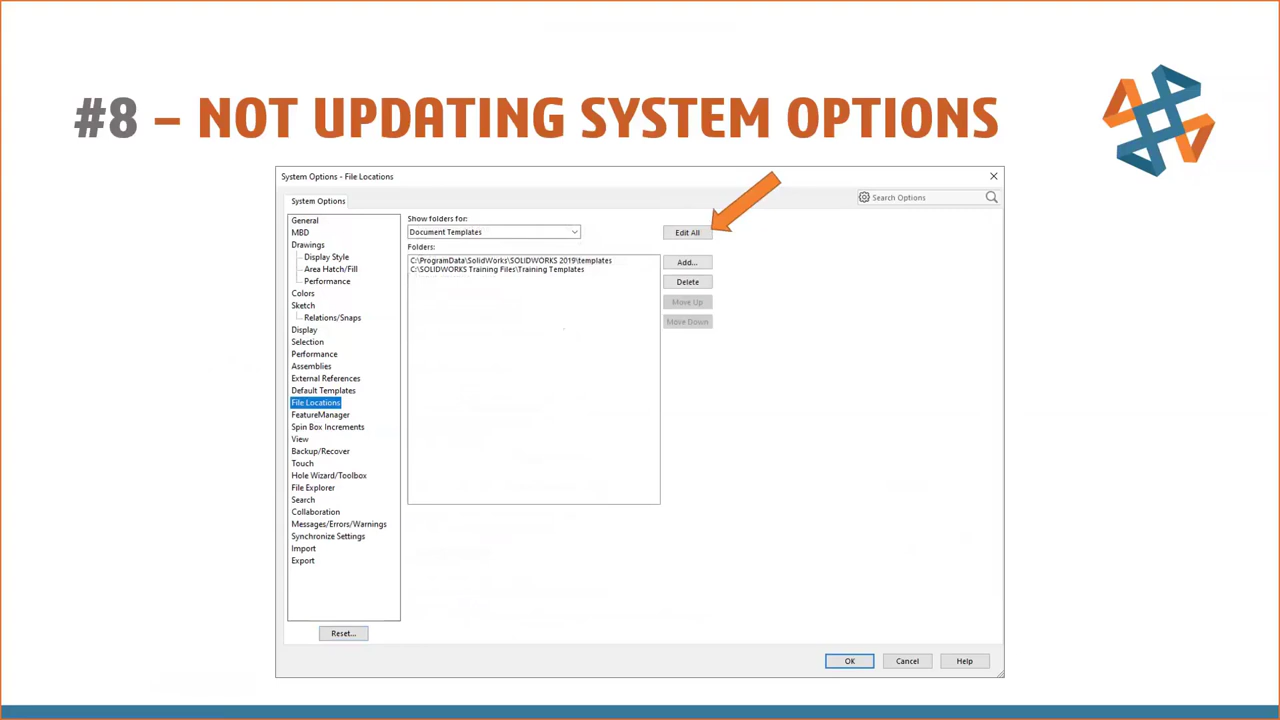 #8 – NOT UPDATING SYSTEM OPTIONS
System Options - File Locations
System Options
Search Options
General
MBD
Drawings
Display Style
Area Hatch/Fill
Performance
Colors
Sketch
Relations/Snaps
Display
Selection
Performance
Assemblies
External References
Default Templates
File Locations
FeatureManager
Spin Box Increments
View
Backup/Recover
Touch
Hole Wizard/Toolbox
File Explorer
Search
Collaboration
Messages/Errors/Warnings
Synchronize Settings
Import
Export
Reset...
Show folders for:
Document Templates
Edit All
Folders:
C:\ProgramData\SolidWorks\SOLIDWORKS 2019\templates
C:\SOLIDWORKS Training Files\Training Templates
Add...
Delete
Move Up
Move Down
OK
Cancel
Help